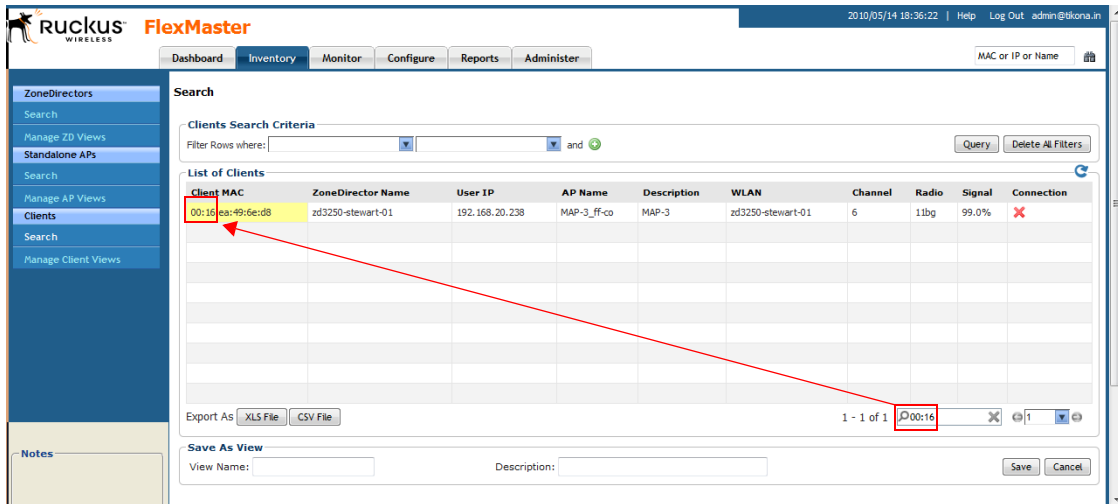 2010/05/14 18:36:22 | Help Log Out admin@tikona.in
Ruckus WIRELESS FlexMaster
Dashboard Inventory Monitor Configure Reports Administer
MAC or IP or Name
ZoneDirectors
Search
Manage ZD Views
Standalone APs
Search
Manage AP Views
Clients
Search
Manage Client Views
Notes
Search
Clients Search Criteria
Filter Rows where: and
Query Delete All Filters
List of Clients
Client MAC ZoneDirector Name User IP AP Name Description WLAN Channel Radio Signal Connection
00:16:ea:49:6e:d8 zd3250-stewart-01 192.168.20.238 MAP-3_ff-co MAP-3 zd3250-stewart-01 6 11bg 99.0%
Export As XLS File CSV File
1 - 1 of 1 00:16 1
Save As View
View Name: Description:
Save Cancel